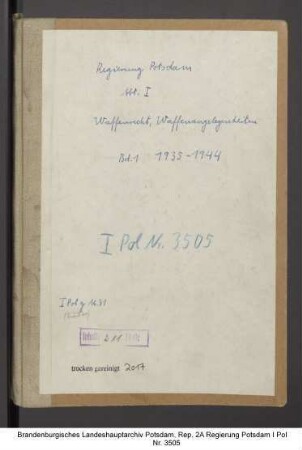 Regierung Potsdam
Abt. I
Waffenrecht, Waffenangelegenheiten
Bd. 1 1935-1944
I Pol Nr. 3505
I Pol
trocken gereinigt 2017
Brandenburgisches Landeshauptarchiv Potsdam, Rep. 2A Regierung Potsdam I Pol
Nr. 3505